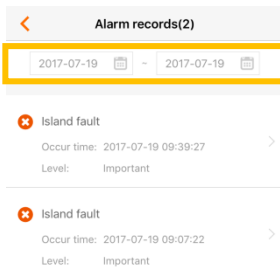 Alarm records(2)
2017-07-19 ~ 2017-07-19
Island fault
Occur time: 2017-07-19 09:39:27
Level: Important
Island fault
Occur time: 2017-07-19 09:07:22
Level: Important